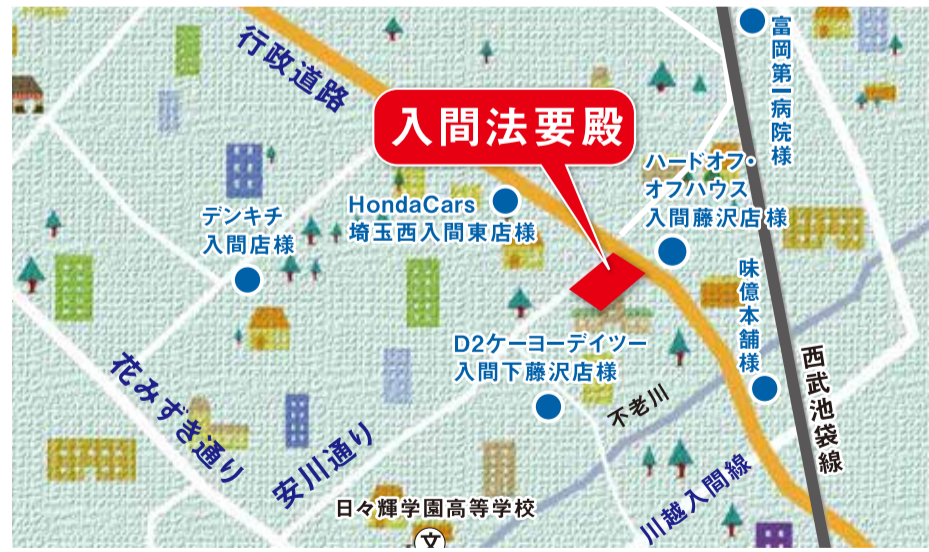 行政道路
富岡第一病院様
入間法要殿
ハードオフ・
オフハウス
入間藤沢店様
HondaCars
埼玉西入間東店様
デンキチ
入間店様
味億本舗様
D2ケーヨーデイツー
入間下藤沢店様
西武池袋線
花みずき通り
安川通り
不老川
川越入間線
日々輝学園高等学校
文